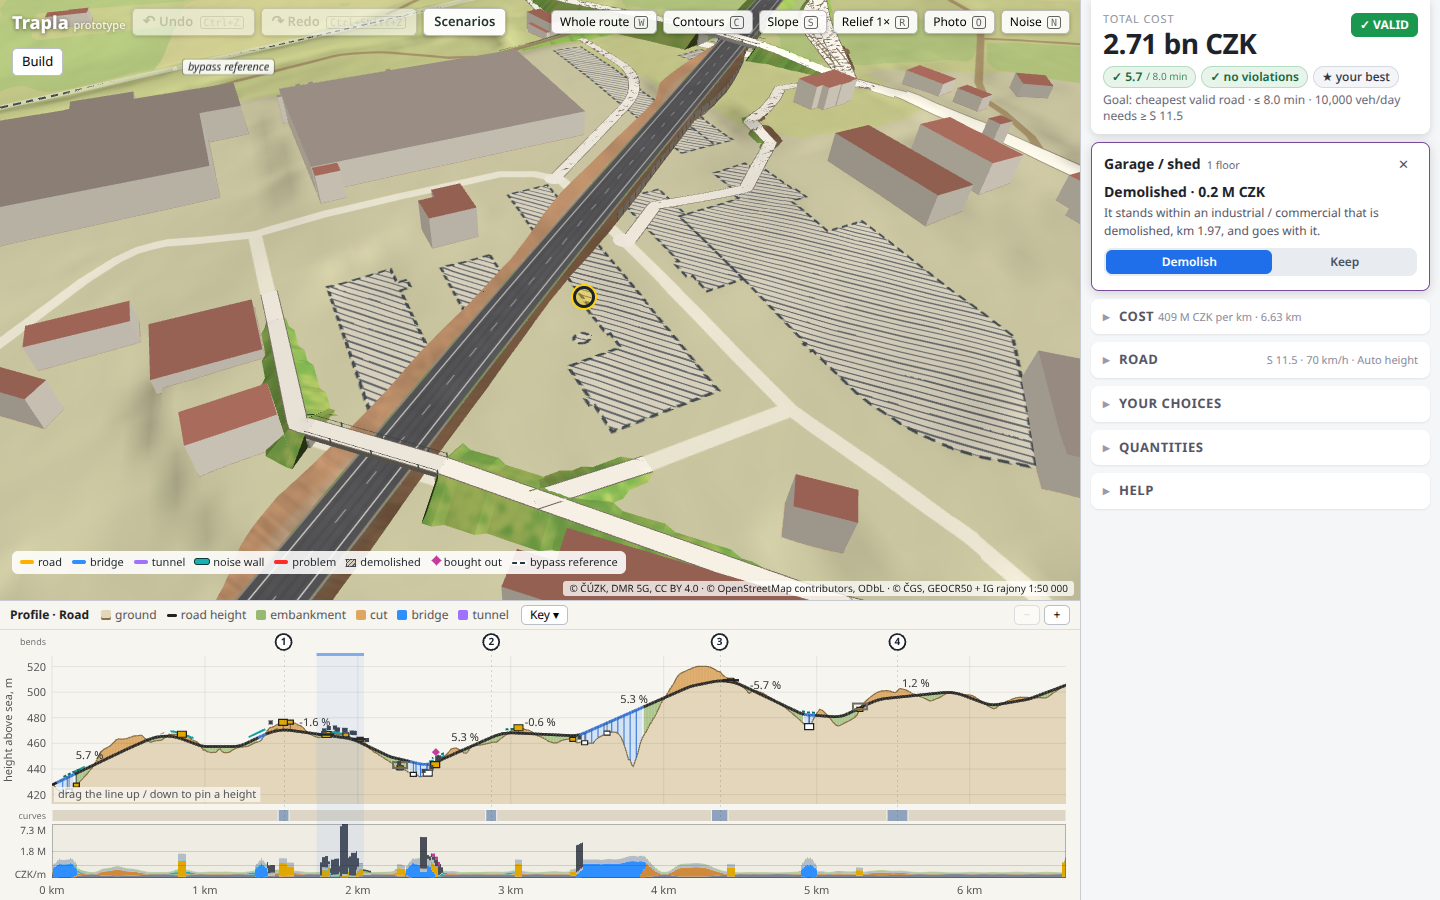 Trapla prototype
↶ Undo Ctrl+Z
↷ Redo
Scenarios
Whole route W
Contours C
Slope S
Relief 1× R
Photo O
Noise N
Build
bypass reference
road
bridge
tunnel
noise wall
problem
demolished
bought out
bypass reference
© ČÚZK, DMR 5G, CC BY 4.0 · © OpenStreetMap contributors, ODbL · © ČGS, GEOCR50 + IG rajony 1:50 000
TOTAL COST
2.71 bn CZK
✓ VALID
✓ 5.7 / 8.0 min
✓ no violations
★ your best
Goal: cheapest valid road · ≤ 8.0 min · 10,000 veh/day
needs ≥ S 11.5
Garage / shed 1 floor
✕
Demolished · 0.2 M CZK
It stands within an industrial / commercial that is
demolished, km 1.97, and goes with it.
Demolish
Keep
▶ COST 409 M CZK per km · 6.63 km
▶ ROAD S 11.5 · 70 km/h · Auto height
▶ YOUR CHOICES
▶ QUANTITIES
▶ HELP
Profile · Road
ground
road height
embankment
cut
bridge
tunnel
Key ▾
−
+
bends
1
2
3
4
height above sea, m
520
500
480
460
440
420
5.7 %
-1.6 %
5.3 %
-0.6 %
5.3 %
-5.7 %
1.2 %
drag the line up / down to pin a height
curves
7.3 M
1.8 M
CZK/m
0 km
1 km
2 km
3 km
4 km
5 km
6 km